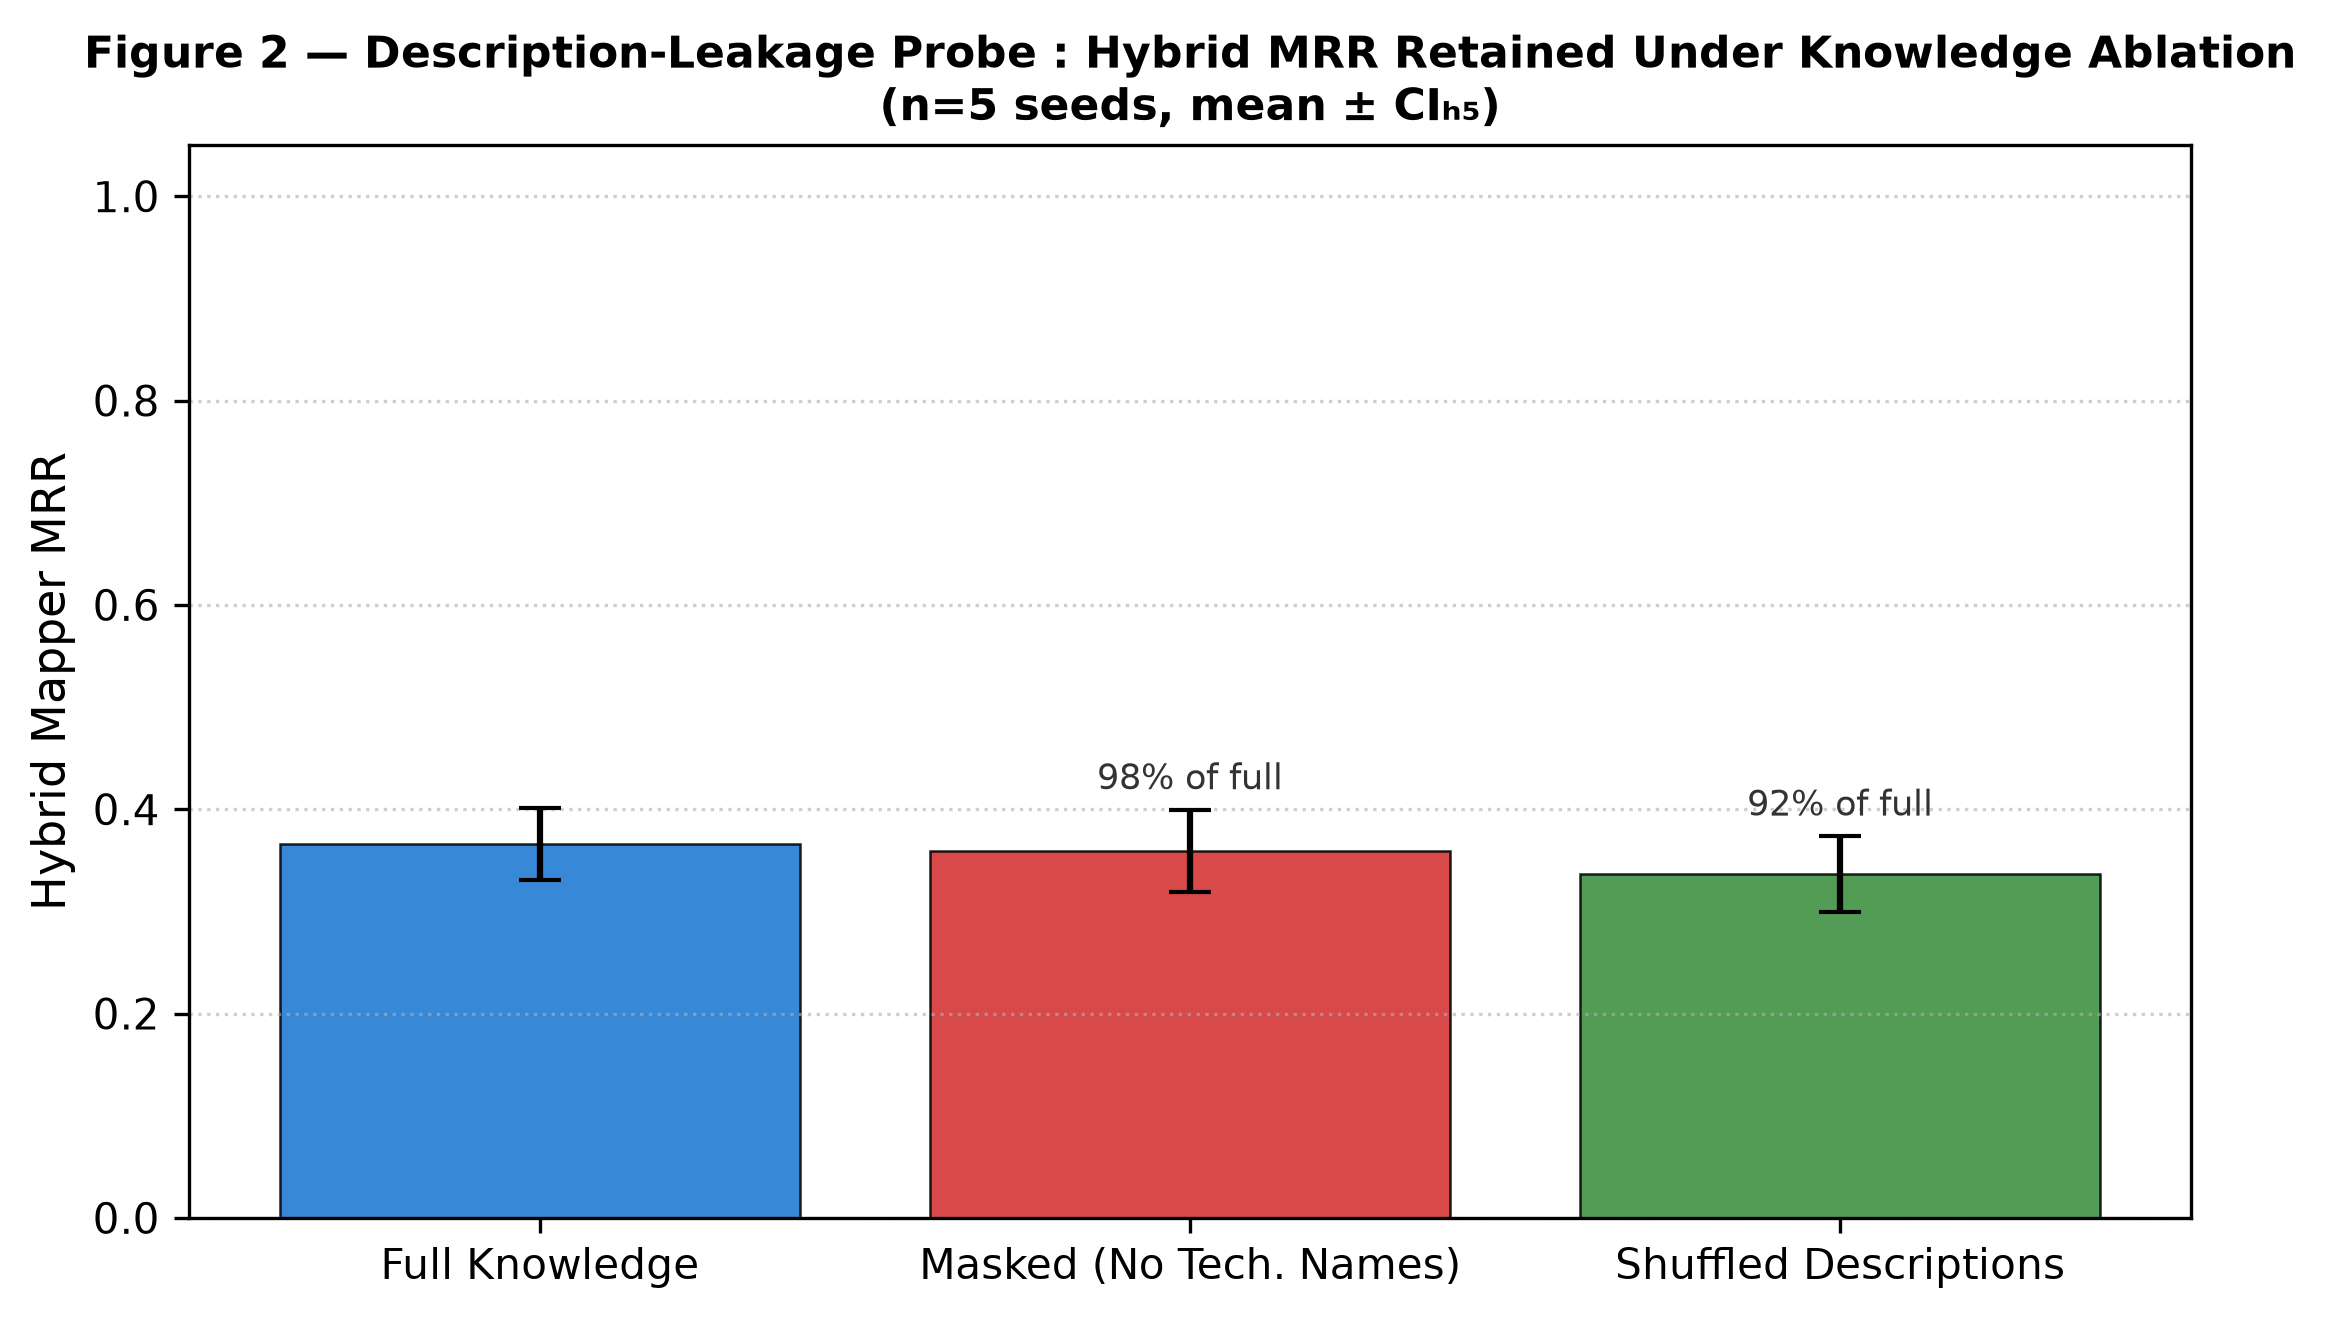 Figure 2 — Description-Leakage Probe : Hybrid MRR Retained Under Knowledge Ablation
(n=5 seeds, mean ± CIₕ₅)
Hybrid Mapper MRR
1.0
0.8
0.6
0.4
0.2
0.0
98% of full
92% of full
Full Knowledge
Masked (No Tech. Names)
Shuffled Descriptions